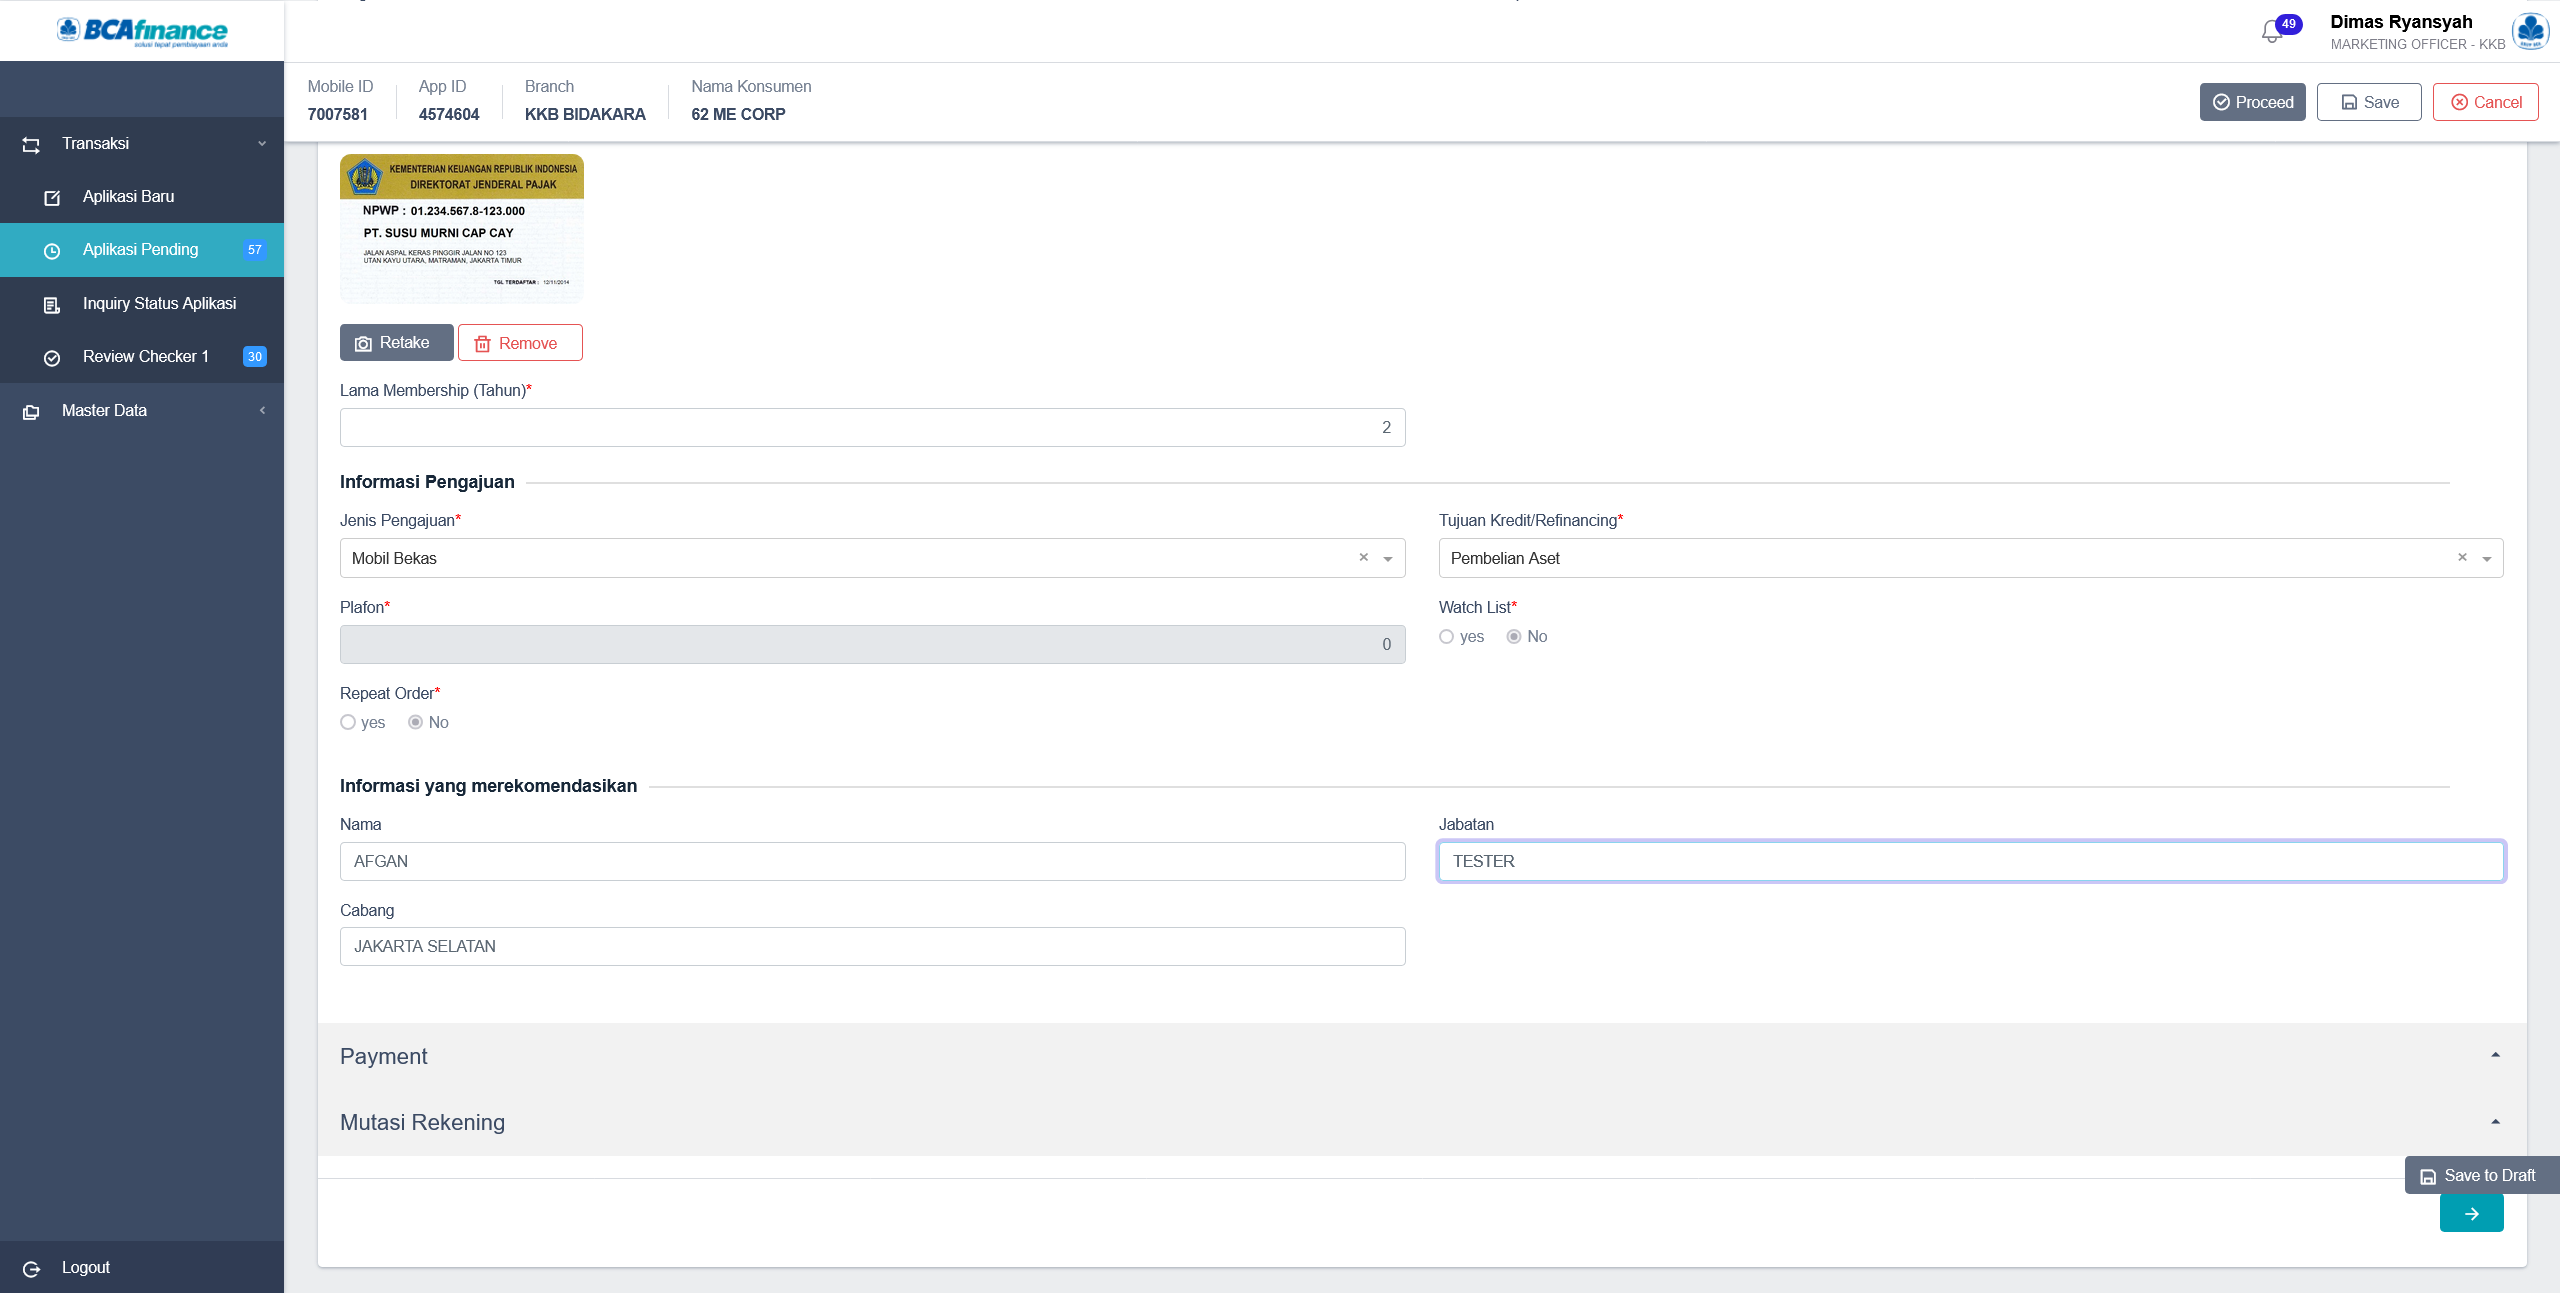 BCAfinance
solusi tepat pembiayaan anda
49
Dimas Ryansyah
MARKETING OFFICER - KKB
Mobile ID
7007581
App ID
4574604
Branch
KKB BIDAKARA
Nama Konsumen
62 ME CORP
Proceed
Save
Cancel
Transaksi
Aplikasi Baru
Aplikasi Pending
57
Inquiry Status Aplikasi
Review Checker 1
30
Master Data
Logout
KEMENTERIAN KEUANGAN REPUBLIK INDONESIA
DIREKTORAT JENDERAL PAJAK
NPWP : 01.234.567.8-123.000
PT. SUSU MURNI CAP CAY
JALAN ASPAL KERAS PINGGIR JALAN NO 123
UTAN KAYU UTARA, MATRAMAN, JAKARTA TIMUR
TGL TERDAFTAR : 12/11/2014
Retake
Remove
Lama Membership (Tahun)*
2
Informasi Pengajuan
Jenis Pengajuan*
Mobil Bekas
Tujuan Kredit/Refinancing*
Pembelian Aset
Plafon*
0
Watch List*
yes No
Repeat Order*
yes No
Informasi yang merekomendasikan
Nama
AFGAN
Jabatan
TESTER
Cabang
JAKARTA SELATAN
Payment
Mutasi Rekening
Save to Draft